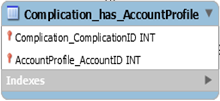 Complication_has_AccountProfile
Complication_ComplicationID INT
AccountProfile_AccountID INT
Indexes